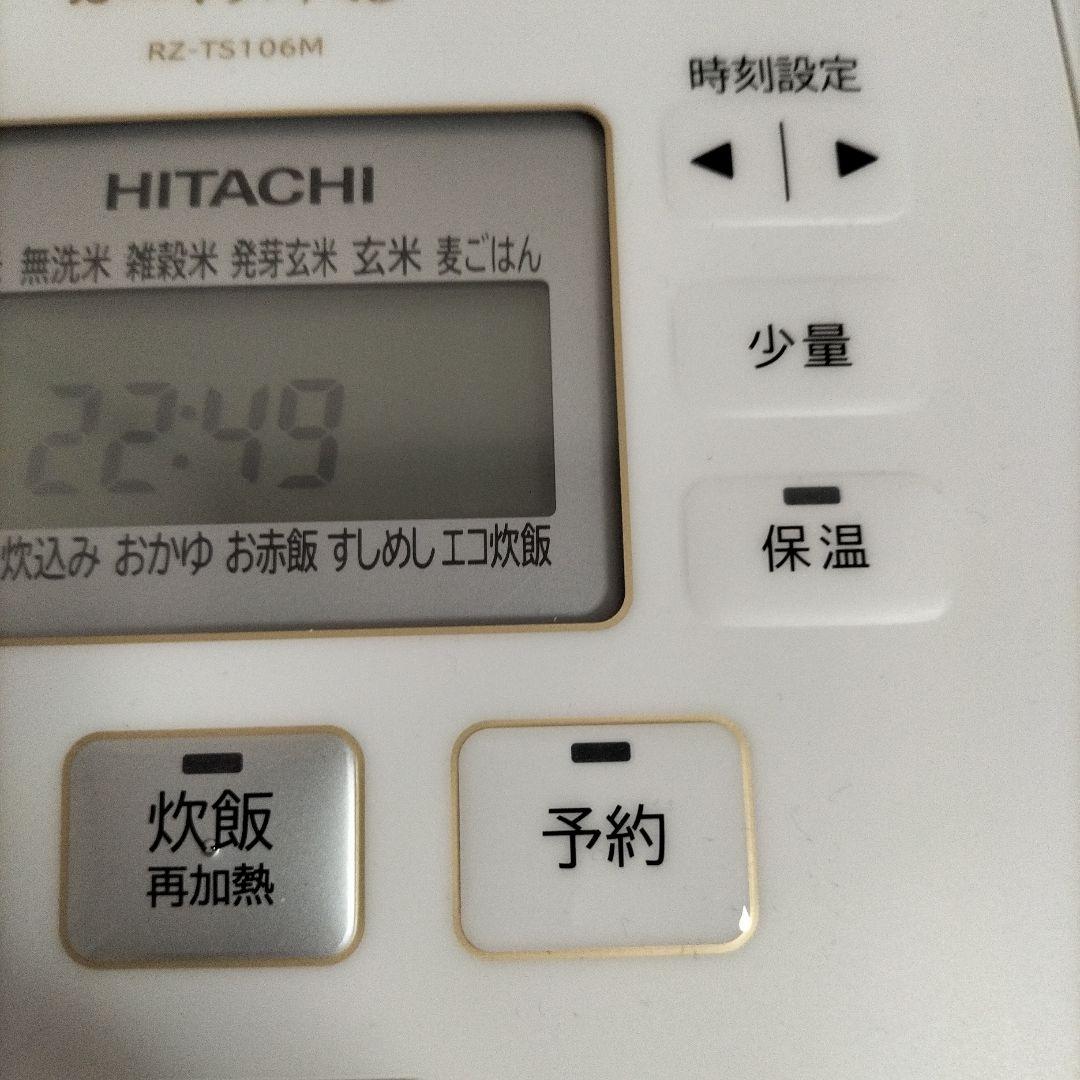 RZ-TS106M
時刻設定
◀ | ▶
HITACHI
無洗米 雑穀米 発芽玄米 玄米 麦ごはん
少量
22:49
保温
炊込み おかゆ お赤飯 すしめし エコ炊飯
炊飯
再加熱
予約